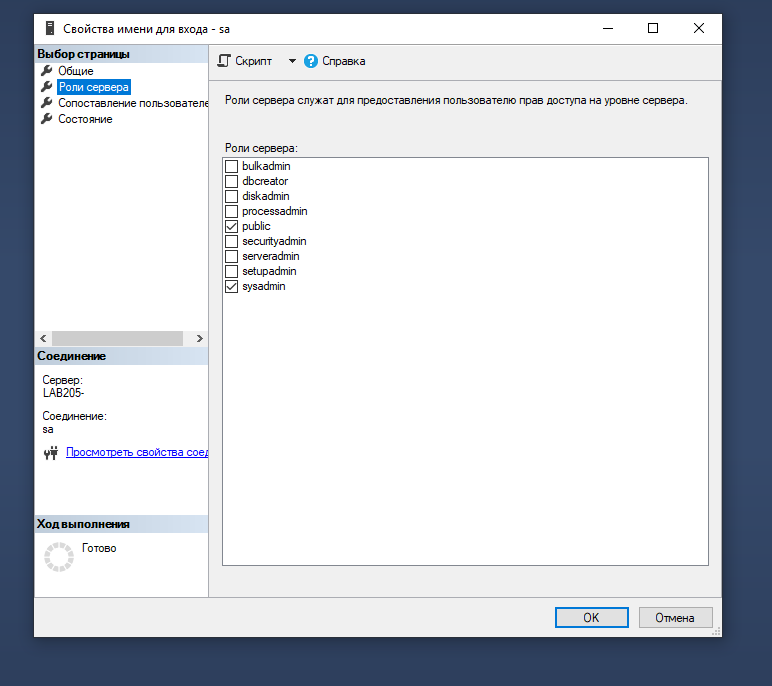 Свойства имени для входа - sa
Выбор страницы
Общие
Роли сервера
Сопоставление пользователе
Состояние
Скрипт
Справка
Роли сервера служат для предоставления пользователю прав доступа на уровне сервера.
Роли сервера:
bulkadmin
dbcreator
diskadmin
processadmin
public
securityadmin
serveradmin
setupadmin
sysadmin
Соединение
Сервер:
LAB205-
Соединение:
sa
Просмотреть свойства соед
Ход выполнения
Готово
OK
Отмена